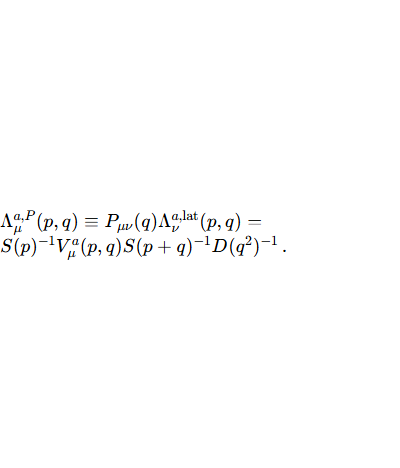 Λ_μ^{a,P}(p, q) ≡ P_{μν}(q)Λ_ν^{a,lat}(p, q) =
S(p)^{−1}V_μ^a(p, q)S(p + q)^{−1}D(q^2)^{−1} .